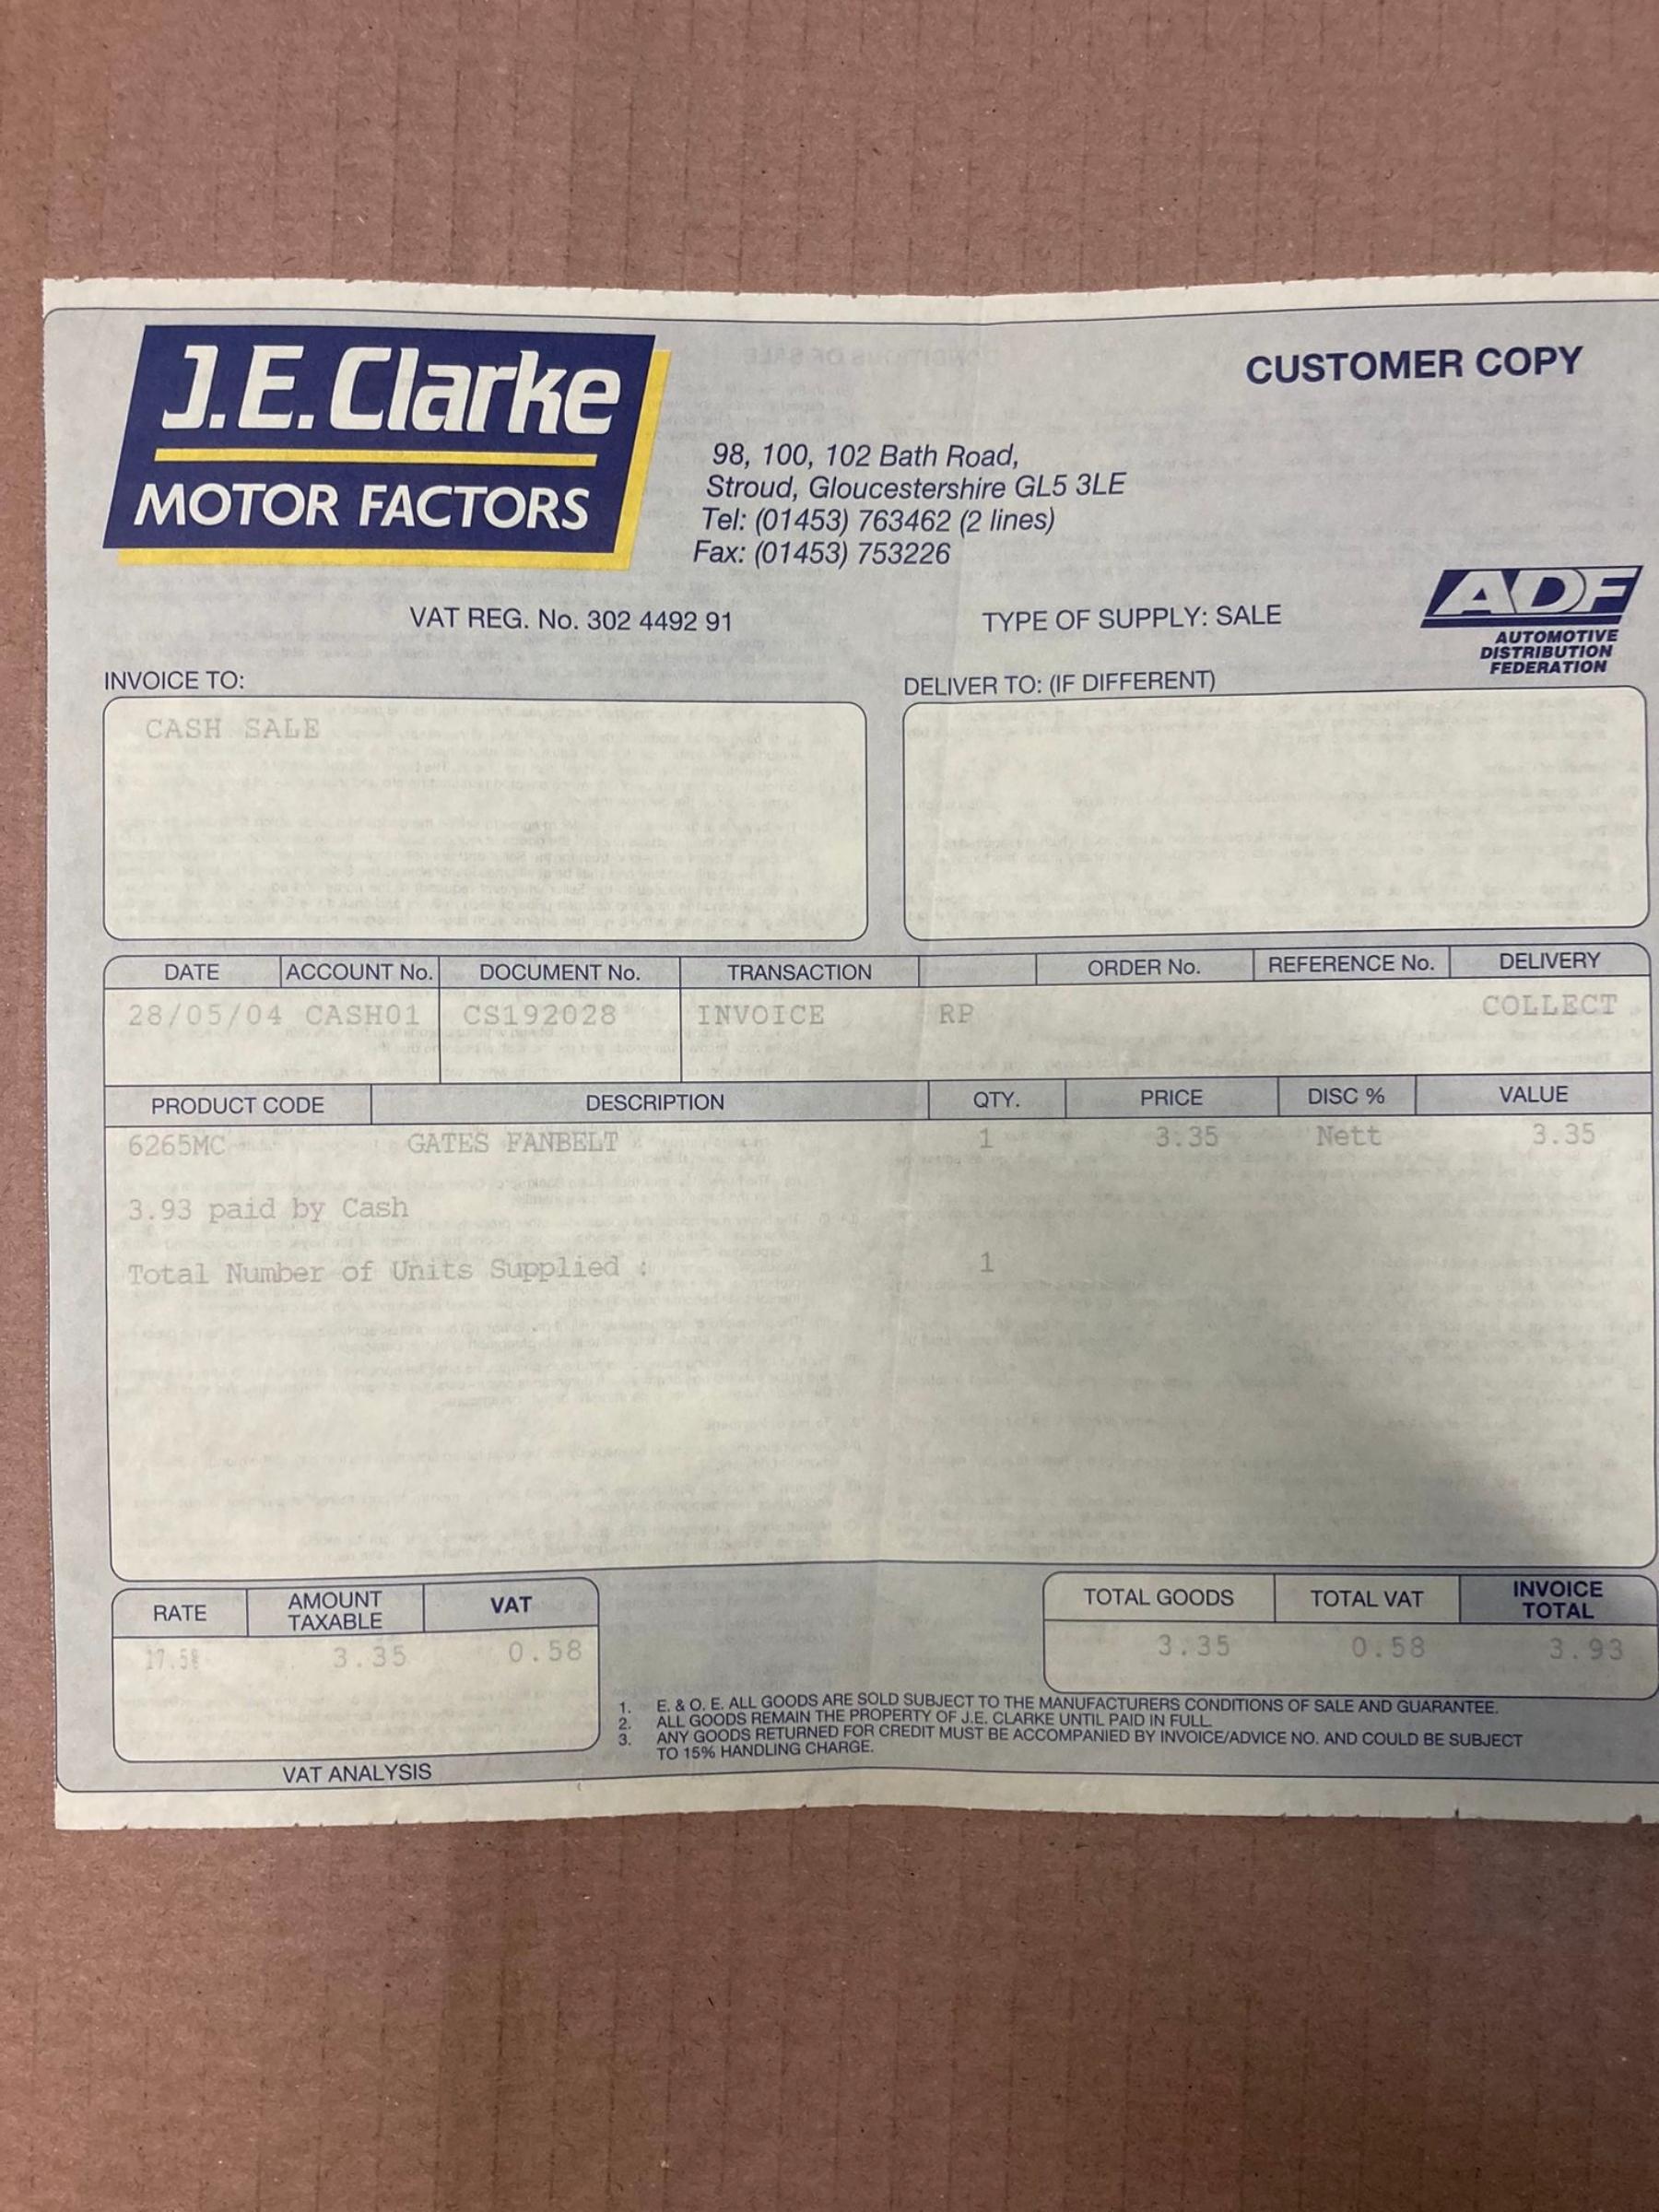 J.E. Clarke
MOTOR FACTORS
CUSTOMER COPY
98, 100, 102 Bath Road,
Stroud, Gloucestershire GL5 3LE
Tel: (01453) 763462 (2 lines)
Fax: (01453) 753226
VAT REG. No. 302 4492 91
TYPE OF SUPPLY: SALE
ADF
AUTOMOTIVE
DISTRIBUTION
FEDERATION
INVOICE TO:
DELIVER TO: (IF DIFFERENT)
CASH SALE
DATE ACCOUNT No. DOCUMENT No. TRANSACTION ORDER No. REFERENCE No. DELIVERY
28/05/04 CASH01 CS192028 INVOICE RP COLLECT
PRODUCT CODE DESCRIPTION QTY. PRICE DISC % VALUE
6265MC GATES FANBELT 1 3.35 Nett 3.35
3.93 paid by Cash
Total Number of Units Supplied : 1
RATE AMOUNT TAXABLE VAT
17.5% 3.35 0.58
VAT ANALYSIS
TOTAL GOODS TOTAL VAT INVOICE TOTAL
3.35 0.58 3.93
1. E. & O. E. ALL GOODS ARE SOLD SUBJECT TO THE MANUFACTURERS CONDITIONS OF SALE AND GUARANTEE.
2. ALL GOODS REMAIN THE PROPERTY OF J.E. CLARKE UNTIL PAID IN FULL.
3. ANY GOODS RETURNED FOR CREDIT MUST BE ACCOMPANIED BY INVOICE/ADVICE NO. AND COULD BE SUBJECT
TO 15% HANDLING CHARGE.